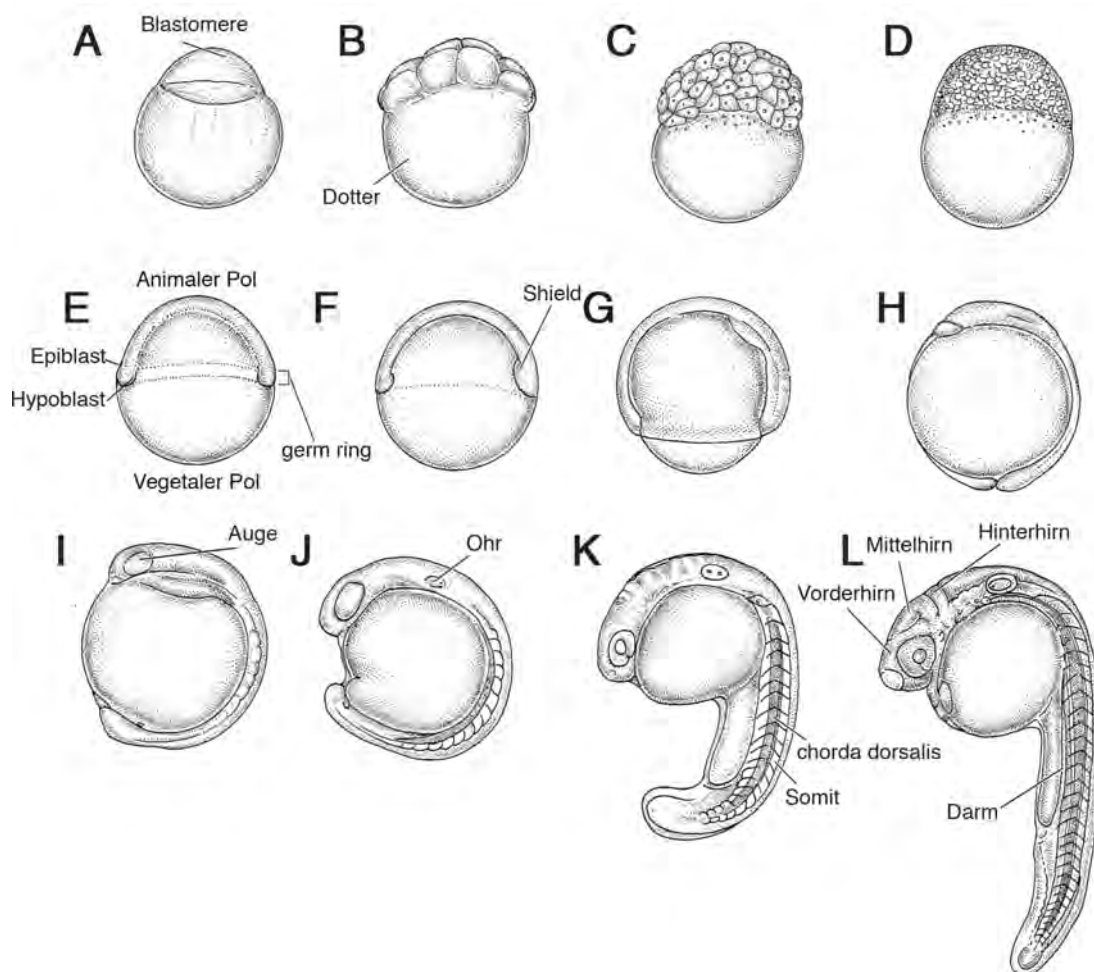 A
Blastomere
B
Dotter
C
D
E
Animaler Pol
Epiblast
Hypoblast
germ ring
Vegetaler Pol
F
Shield
G
H
I
Auge
J
Ohr
K
chorda dorsalis
Somit
L
Mittelhirn
Hinterhirn
Vorderhirn
Darm